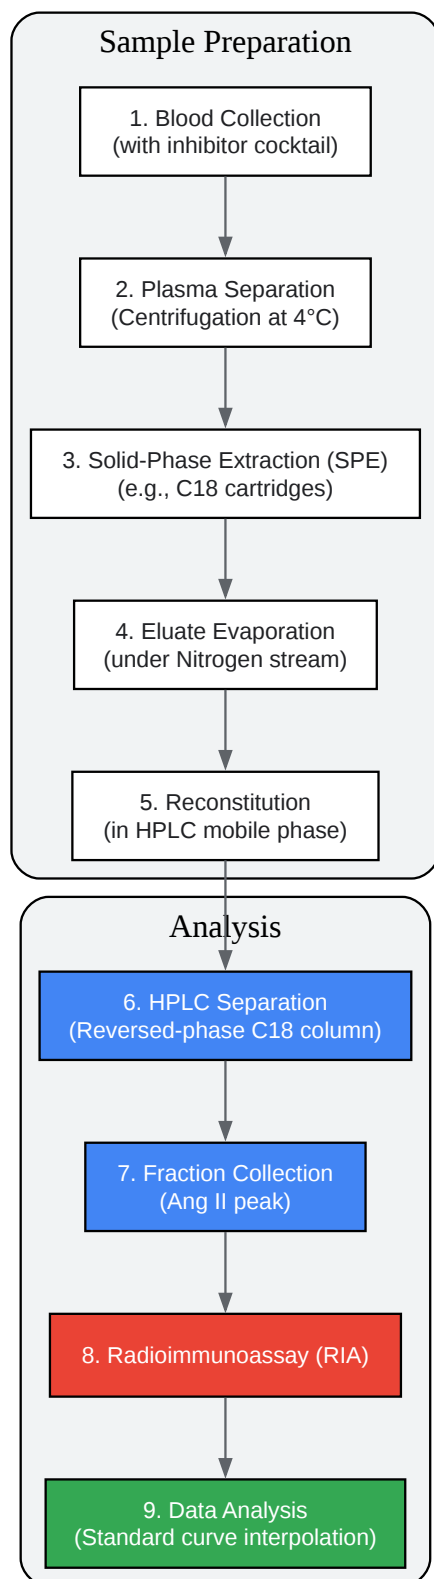 Sample Preparation
1. Blood Collection
(with inhibitor cocktail)
2. Plasma Separation
(Centrifugation at 4°C)
3. Solid-Phase Extraction (SPE)
(e.g., C18 cartridges)
4. Eluate Evaporation
(under Nitrogen stream)
5. Reconstitution
(in HPLC mobile phase)
Analysis
6. HPLC Separation
(Reversed-phase C18 column)
7. Fraction Collection
(Ang II peak)
8. Radioimmunoassay (RIA)
9. Data Analysis
(Standard curve interpolation)